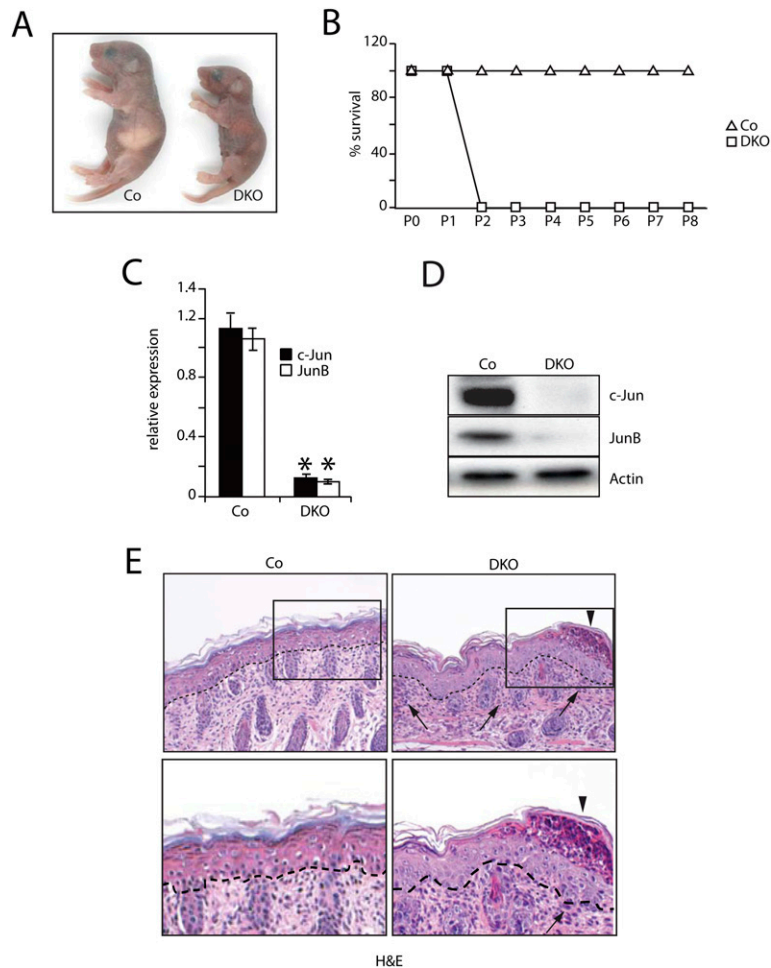 A
Co
DKO
B
% survival
120
80
40
0
P0 P1 P2 P3 P4 P5 P6 P7 P8
Co
DKO
C
relative expression
1.4
1.2
0.8
0.4
0
c-Jun
JunB
* *
Co DKO
D
Co DKO
c-Jun
JunB
Actin
E
Co DKO
H&E